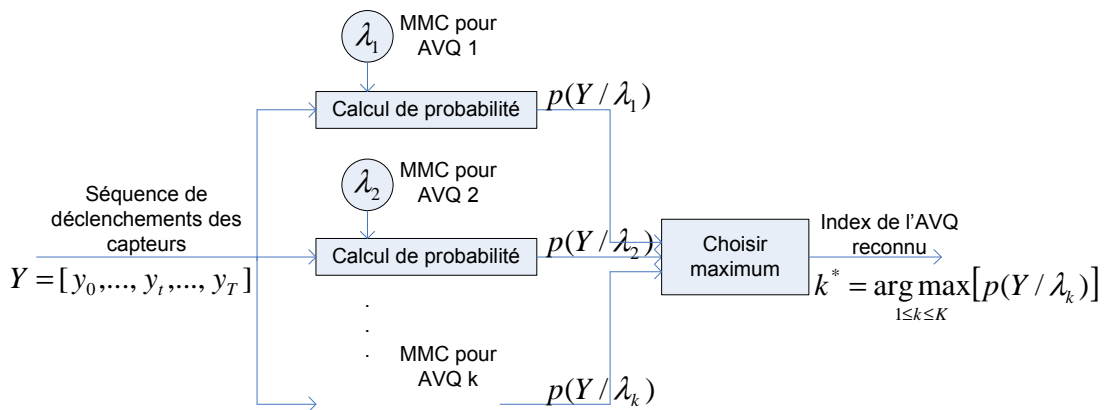 λ₁
MMC pour
AVQ 1
Calcul de probabilité
p(Y / λ₁)
λ₂
MMC pour
AVQ 2
Calcul de probabilité
p(Y / λ₂)
Séquence de
déclenchements des
capteurs
Y = [y₀,..., yₜ,..., y_T]
.
.
.
MMC pour
AVQ k
p(Y / λₖ)
Choisir
maximum
Index de l'AVQ
reconnu
k* = arg max[p(Y / λₖ)]
1≤k≤K